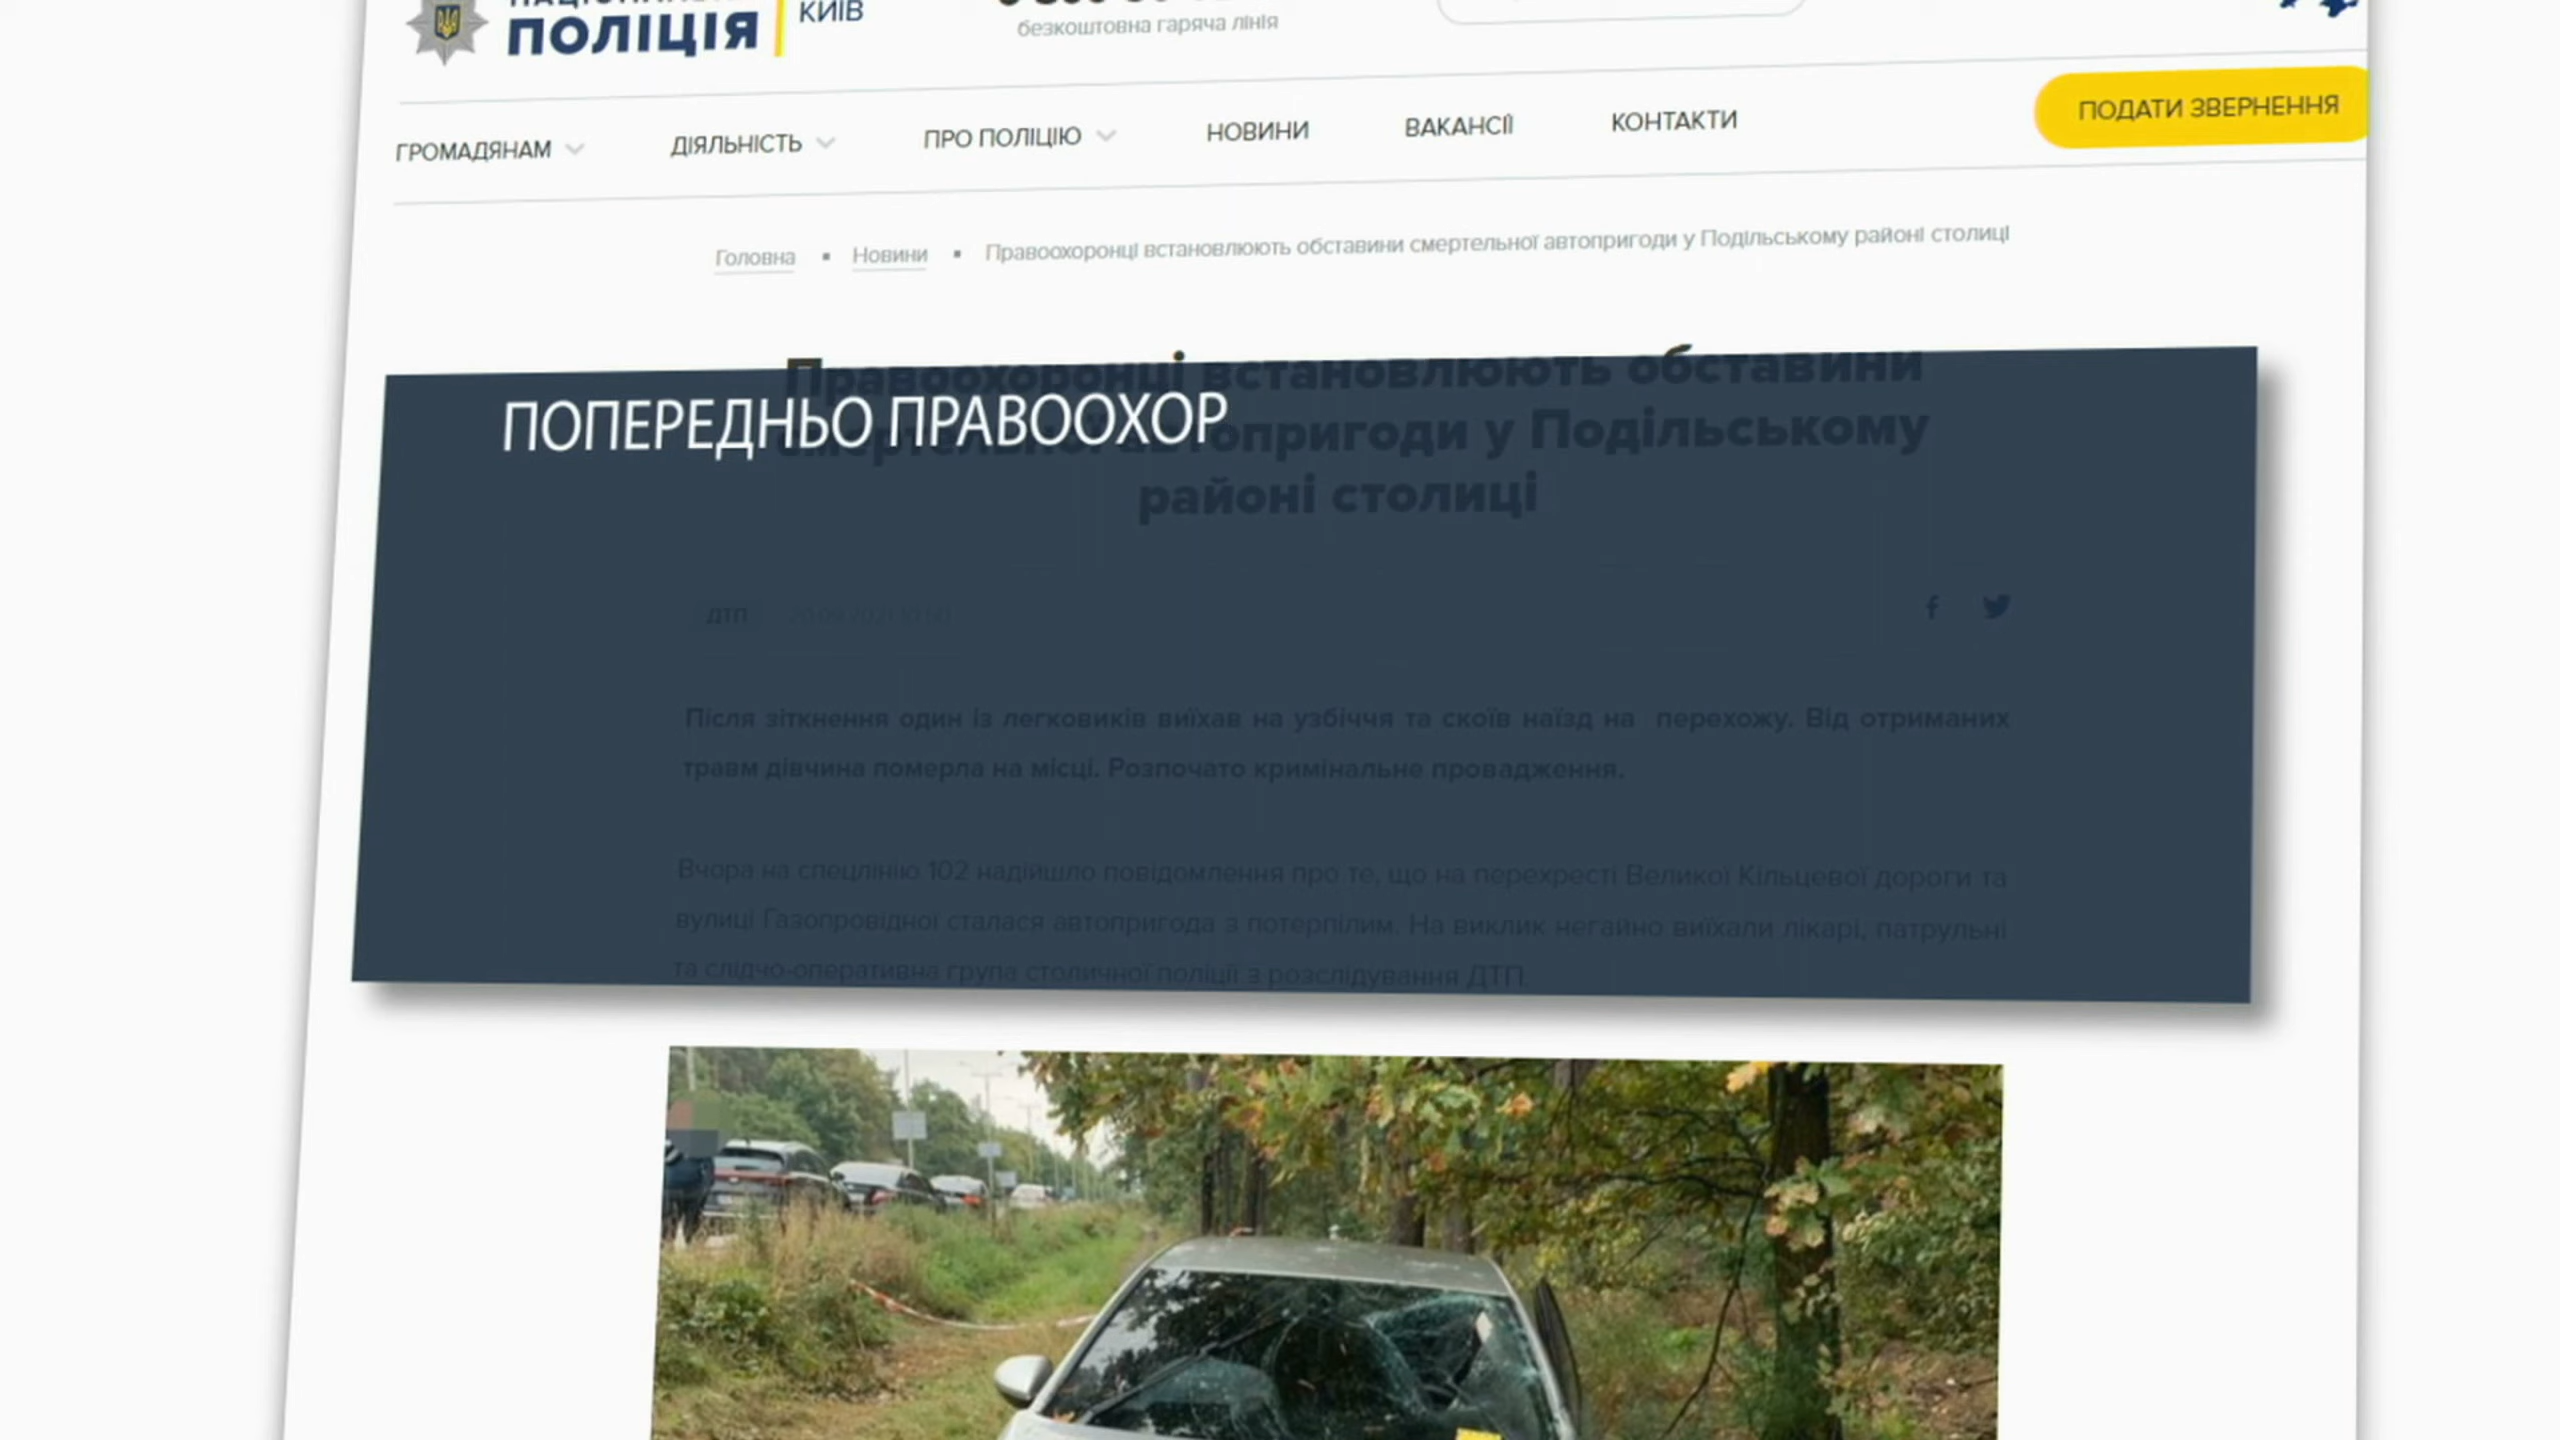 ПОЛІЦІЯ
КИЇВ
безкоштовна гаряча лінія
ГРОМАДЯНАМ
ДІЯЛЬНІСТЬ
ПРО ПОЛІЦІЮ
НОВИНИ
ВАКАНСІЇ
КОНТАКТИ
ПОДАТИ ЗВЕРНЕННЯ
Головна ▪ Новини ▪ Правоохоронці встановлюють обставини смертельної автопригоди у Подільському районі столиці
Правоохоронці встановлюють обставини
смертельної автопригоди у Подільському
районі столиці
ПОПЕРЕДНЬО ПРАВООХОР
ДТП
Після зіткнення один із легковиків виїхав на узбіччя та скоїв наїзд на перехожу. Від отриманих
травм дівчина померла на місці. Розпочато кримінальне провадження.
Вчора на спецлінію 102 надійшло повідомлення про те, що на перехресті Великої Кільцевої дороги та
вулиці Газопровідної сталася автопригода з потерпілим. На виклик негайно виїхали лікарі, патрульні
та слідчо-оперативна група столичної поліції з розслідування ДТП.